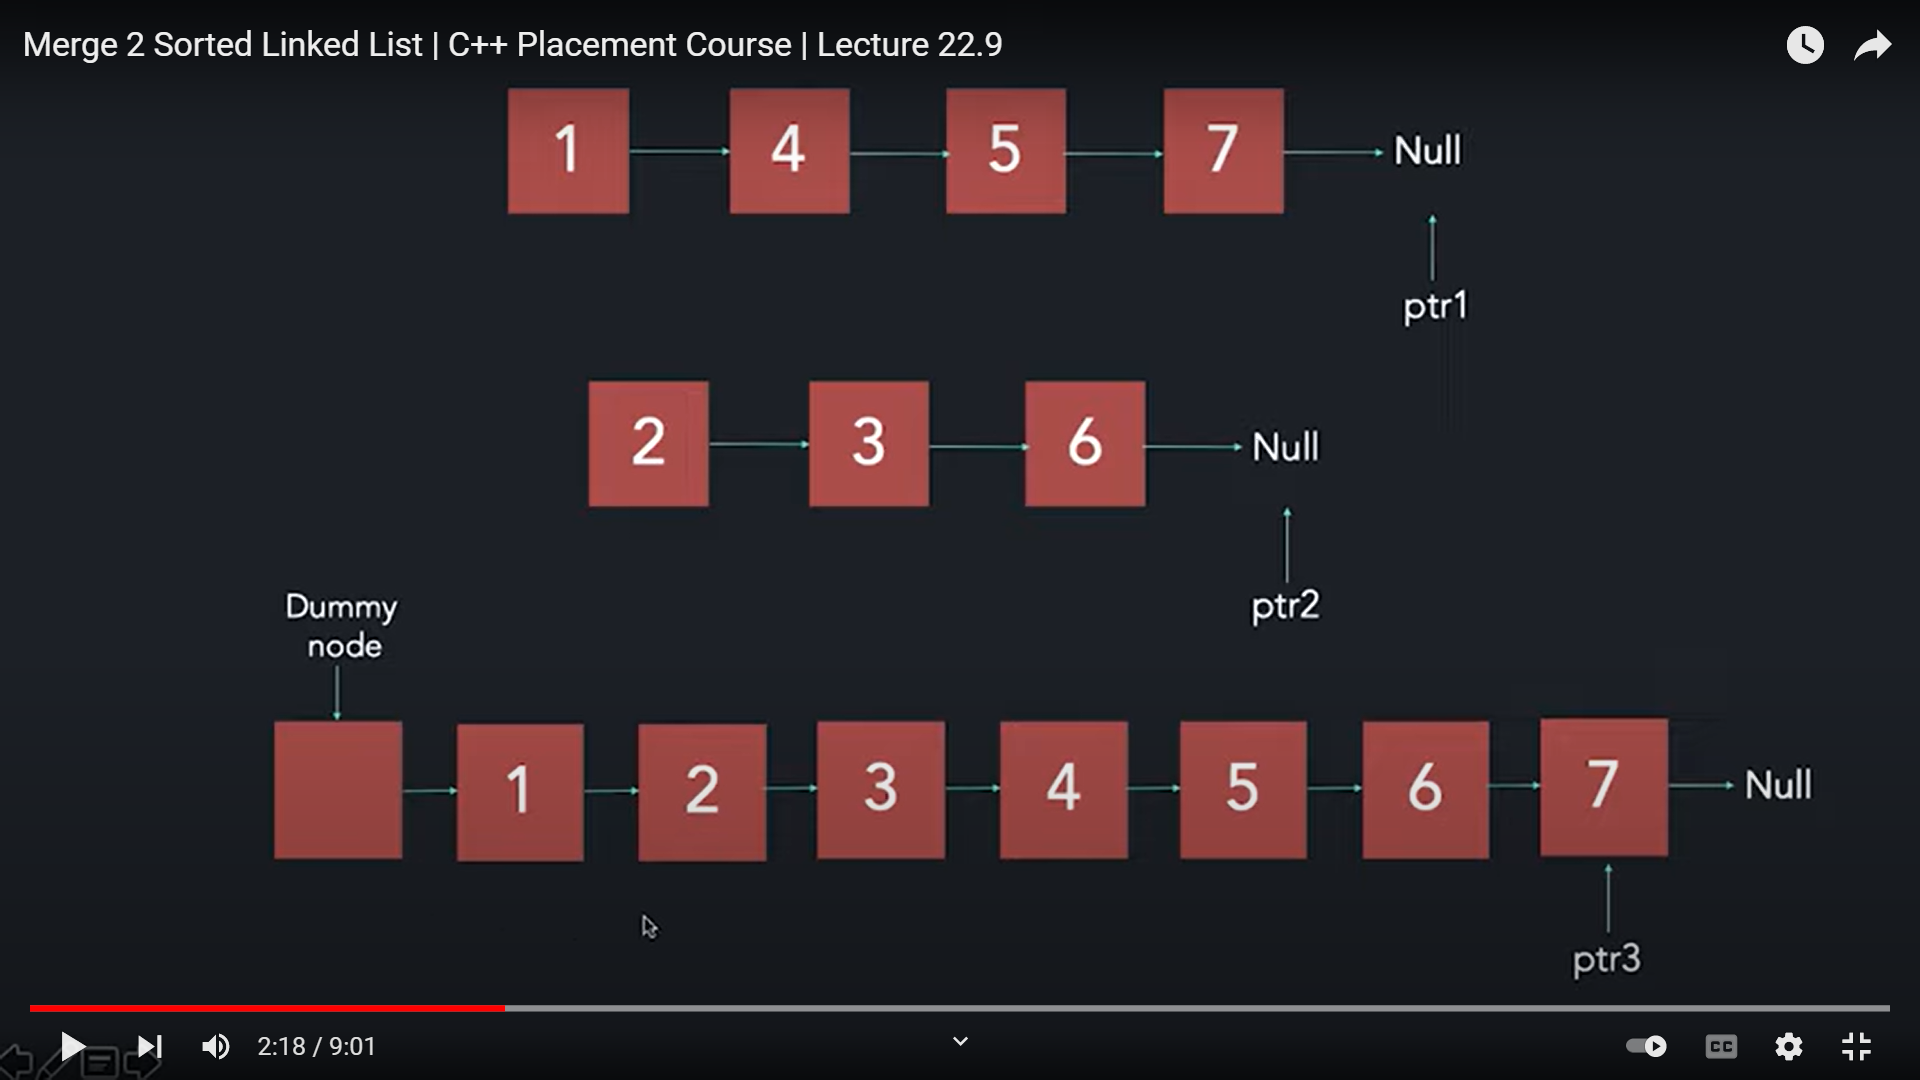 Merge 2 Sorted Linked List | C++ Placement Course | Lecture 22.9
1 4 5 7 Null
ptr1
2 3 6 Null
ptr2
Dummy
node
1 2 3 4 5 6 7 Null
ptr3
2:18 / 9:01
CC